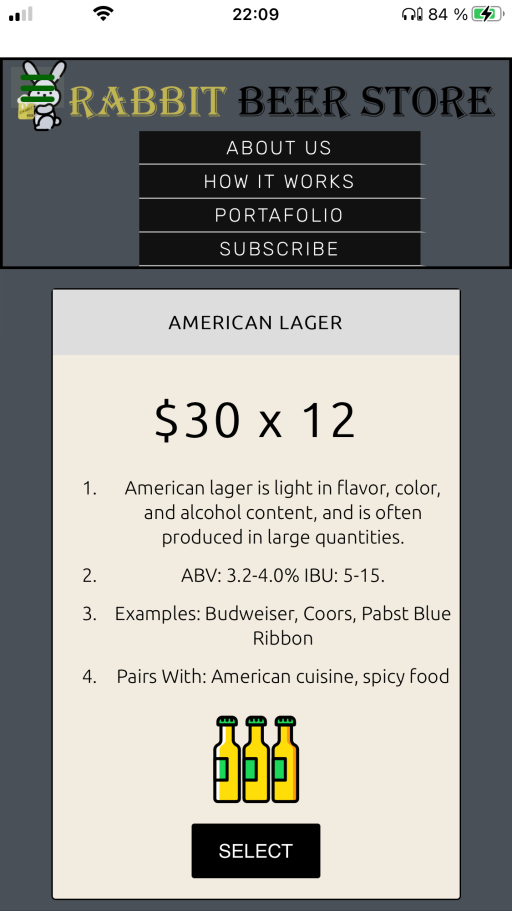 22:09
84 %
RABBIT BEER STORE
ABOUT US
HOW IT WORKS
PORTAFOLIO
SUBSCRIBE
AMERICAN LAGER
$30 x 12
1. American lager is light in flavor, color,
and alcohol content, and is often
produced in large quantities.
2. ABV: 3.2-4.0% IBU: 5-15.
3. Examples: Budweiser, Coors, Pabst Blue
Ribbon
4. Pairs With: American cuisine, spicy food
SELECT